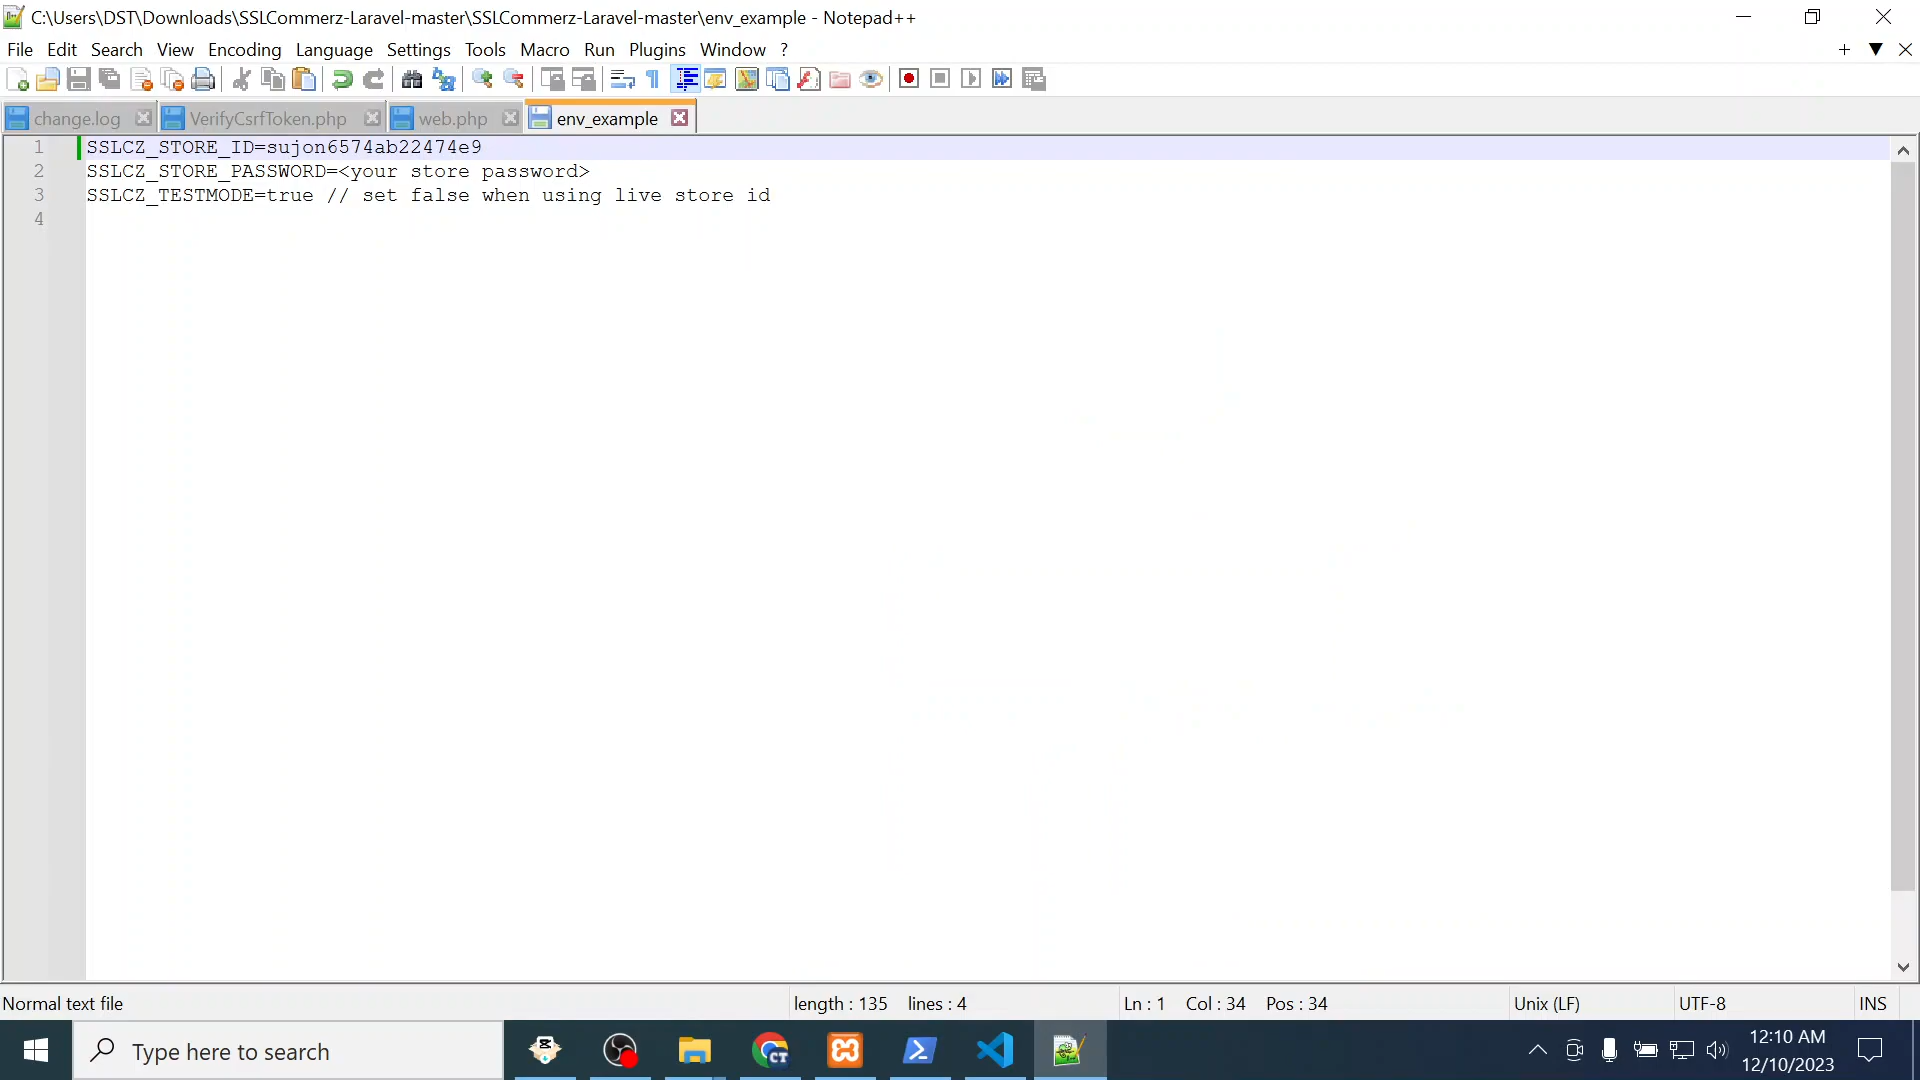 C:\Users\DST\Downloads\SSLCommerz-Laravel-master\SSLCommerz-Laravel-master\env_example - Notepad++
File Edit Search View Encoding Language Settings Tools Macro Run Plugins Window ?
change.log VerifyCsrfToken.php web.php env_example
1 SSLCZ_STORE_ID=sujon6574ab22474e9
2 SSLCZ_STORE_PASSWORD=<your store password>
3 SSLCZ_TESTMODE=true // set false when using live store id
4
Normal text file length : 135 lines : 4 Ln : 1 Col : 34 Pos : 34 Unix (LF) UTF-8 INS
Type here to search CT 12:10 AM
12/10/2023